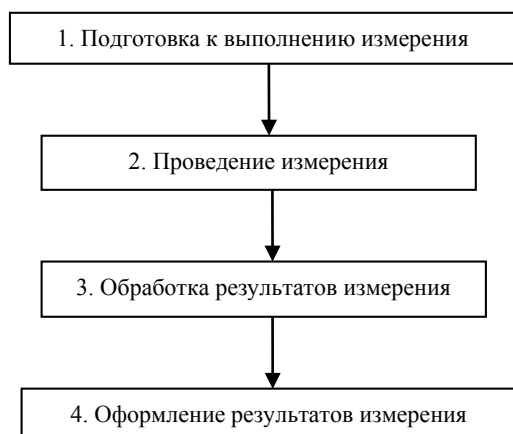 1. Подготовка к выполнению измерения
2. Проведение измерения
3. Обработка результатов измерения
4. Оформление результатов измерения